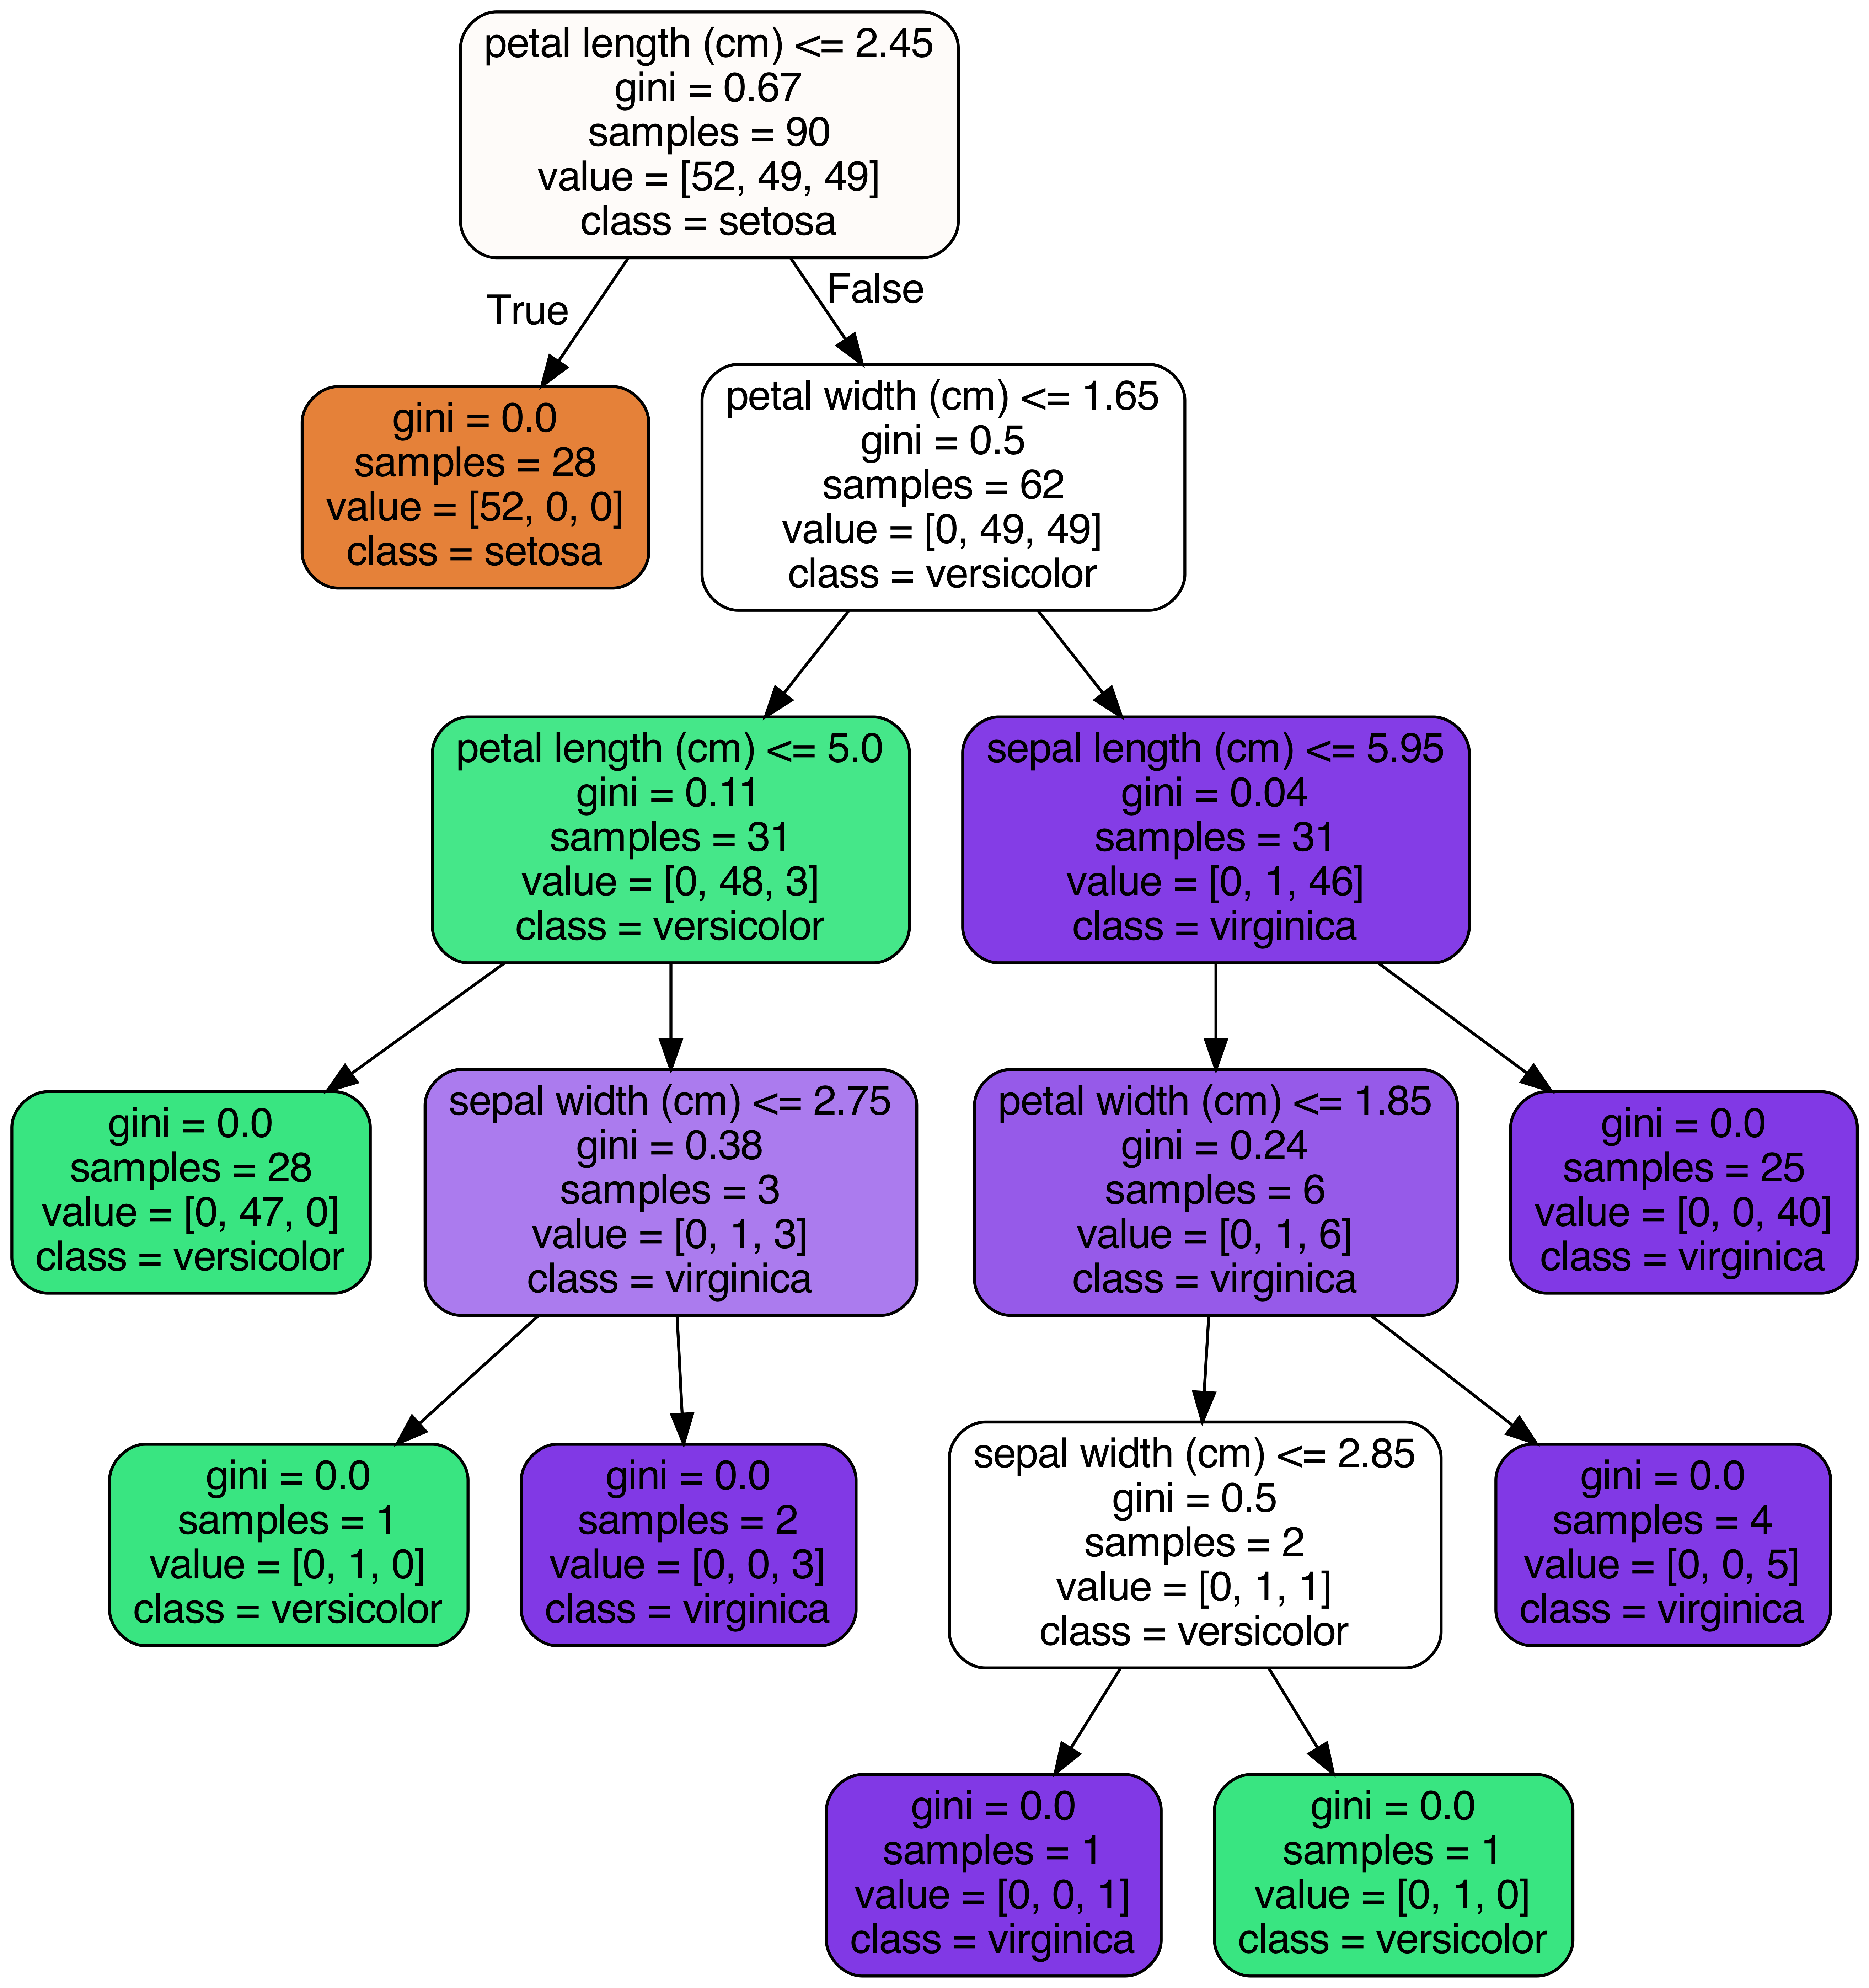 petal length (cm) <= 2.45
gini = 0.67
samples = 90
value = [52, 49, 49]
class = setosa
True
False
gini = 0.0
samples = 28
value = [52, 0, 0]
class = setosa
petal width (cm) <= 1.65
gini = 0.5
samples = 62
value = [0, 49, 49]
class = versicolor
petal length (cm) <= 5.0
gini = 0.11
samples = 31
value = [0, 48, 3]
class = versicolor
sepal length (cm) <= 5.95
gini = 0.04
samples = 31
value = [0, 1, 46]
class = virginica
gini = 0.0
samples = 28
value = [0, 47, 0]
class = versicolor
sepal width (cm) <= 2.75
gini = 0.38
samples = 3
value = [0, 1, 3]
class = virginica
petal width (cm) <= 1.85
gini = 0.24
samples = 6
value = [0, 1, 6]
class = virginica
gini = 0.0
samples = 25
value = [0, 0, 40]
class = virginica
gini = 0.0
samples = 1
value = [0, 1, 0]
class = versicolor
gini = 0.0
samples = 2
value = [0, 0, 3]
class = virginica
sepal width (cm) <= 2.85
gini = 0.5
samples = 2
value = [0, 1, 1]
class = versicolor
gini = 0.0
samples = 4
value = [0, 0, 5]
class = virginica
gini = 0.0
samples = 1
value = [0, 0, 1]
class = virginica
gini = 0.0
samples = 1
value = [0, 1, 0]
class = versicolor